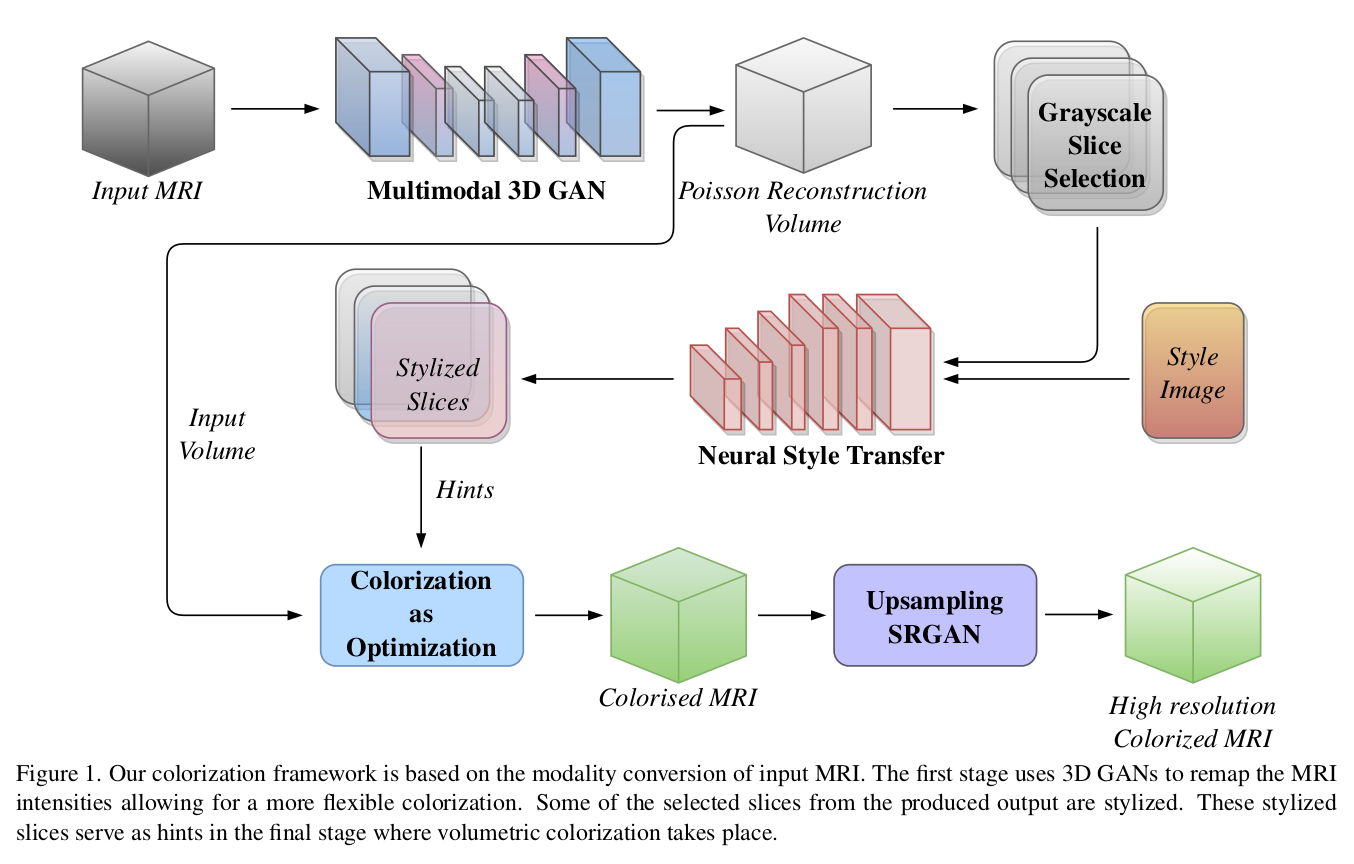 Input MRI
Multimodal 3D GAN
Poisson Reconstruction
Volume
Grayscale
Slice
Selection
Input
Volume
Stylized
Slices
Neural Style Transfer
Style
Image
Hints
Colorization
as
Optimization
Colorised MRI
Upsampling
SRGAN
High resolution
Colorized MRI
Figure 1. Our colorization framework is based on the modality conversion of input MRI. The first stage uses 3D GANs to remap the MRI
intensities allowing for a more flexible colorization. Some of the selected slices from the produced output are stylized. These stylized
slices serve as hints in the final stage where volumetric colorization takes place.